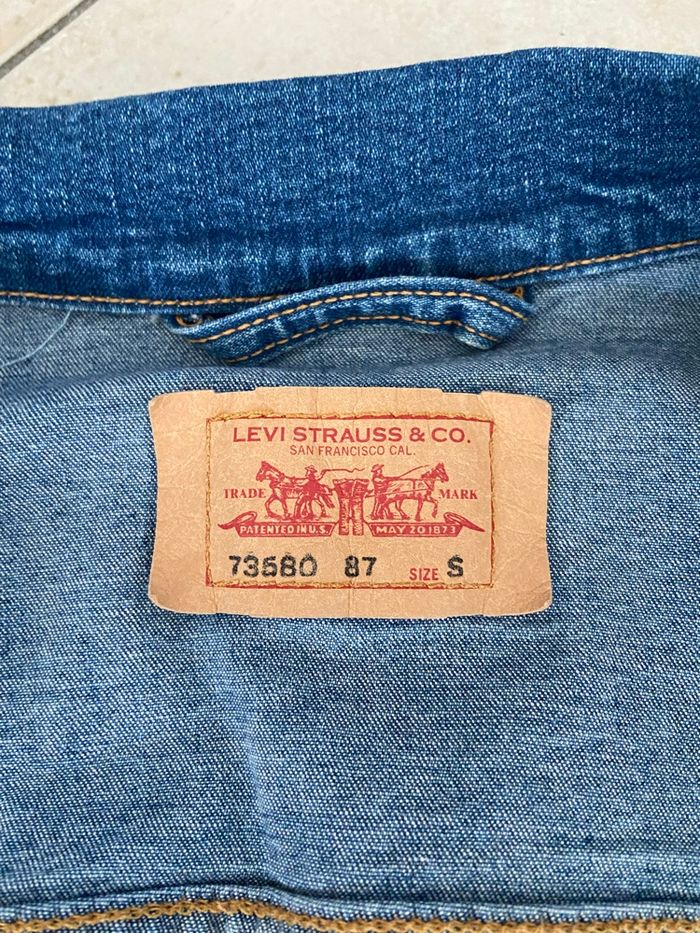 LEVI STRAUSS & CO.
SAN FRANCISCO CAL.
TRADE MARK
PATENTED IN U.S. MAY 20 1873
73580 87 SIZE S